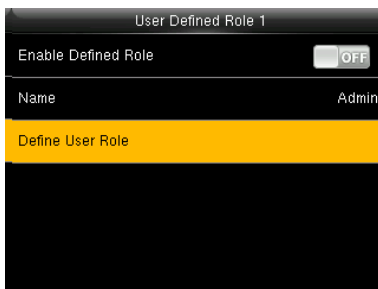 User Defined Role 1
Enable Defined Role OFF
Name Admin
Define User Role